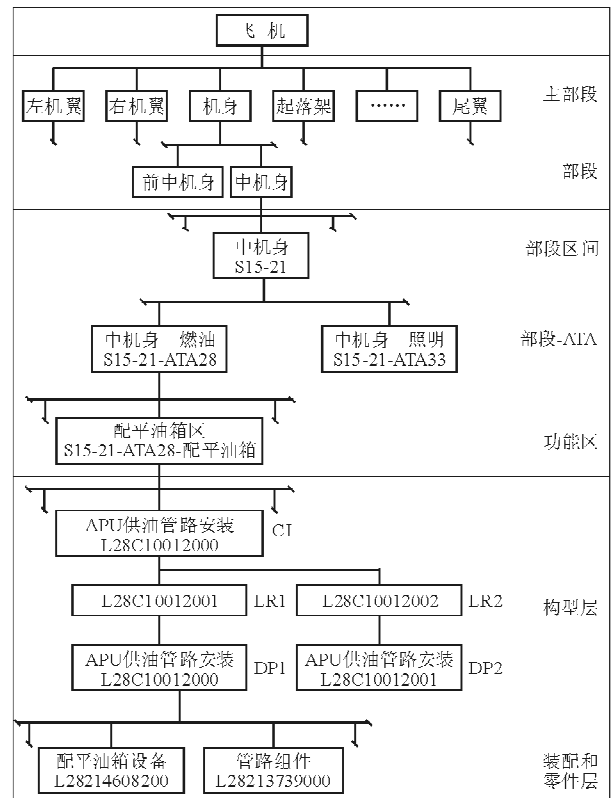 飞 机
左机翼 右机翼 机身 起落架 …… 尾翼 主部段
前中机身 中机身 部段
中机身 部段区间
S15-21
中机身 燃油 中机身 照明 部段-ATA
S15-21-ATA28 S15-21-ATA33
配平油箱区 功能区
S15-21-ATA28-配平油箱
APU供油管路安装 CI
L28C10012000
L28C10012001 LR1 L28C10012002 LR2 构型层
APU供油管路安装 DP1 APU供油管路安装 DP2
L28C10012000 L28C10012001
配平油箱设备 管路组件 装配和
L28214608200 L28213739000 零件层